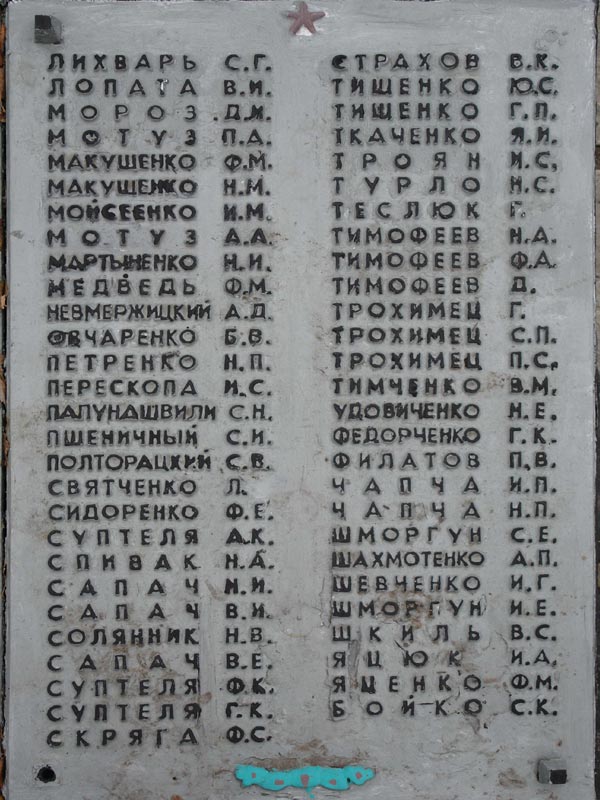 ЛИХВАРЬ С.Г.
ЛОПАТА В.И.
МОРОЗ Д.И.
МОТУЗ П.А.
МАКУШЕНКО Ф.М.
МАКУШЕНКО Н.М.
МОЙСЕЕНКО И.М.
МОТУЗ А.А.
МАРТЫНЕНКО Н.И.
МЕДВЕДЬ Ф.М.
НЕВМЕРЖИЦКИЙ А.Д.
ОВЧАРЕНКО Б.В.
ПЕТРЕНКО Н.П.
ПЕРЕСКОПА И.С.
ПАПУНАШВИЛИ С.Н.
ПШЕНИЧНЫЙ С.И.
ПОЛТОРАЦКИЙ С.В.
СВЯТЧЕНКО Л.
СИДОРЕНКО Ф.Е.
СУПТЕЛЯ А.К.
СПИВАК Н.А.
САПАЧ М.И.
САПАЧ В.И.
СОЛЯННИК Н.В.
САПАЧ В.Е.
СУПТЕЛЯ Ф.К.
СУПТЕЛЯ Г.К.
СКРЯГА Ф.С.
СТРАХОВ В.К.
ТИЩЕНКО Ю.С.
ТИЩЕНКО Г.П.
ТКАЧЕНКО Я.И.
ТРОЯН И.С.
ТУРЛО Н.С.
ТЕСЛЮК Г.
ТИМОФЕЕВ Н.А.
ТИМОФЕЕВ Ф.А.
ТИМОФЕЕВ Д.
ТРОХИМЕЦ Г.
ТРОХИМЕЦ С.П.
ТРОХИМЕЦ П.С.
ТИМЧЕНКО В.М.
УДОВИЧЕНКО Н.Е.
ФЕДОРЧЕНКО Г.К.
ФИЛАТОВ П.В.
ЧАПЧА И.П.
ЧАПЧА Н.П.
ШМОРГУН С.Е.
ШАХМОТЕНКО А.П.
ШЕВЧЕНКО И.Г.
ШМОРГУН И.Е.
ШКИЛЬ В.С.
ЯЦЮК И.А.
ЯЦЕНКО Ф.М.
БОЙКО С.К.